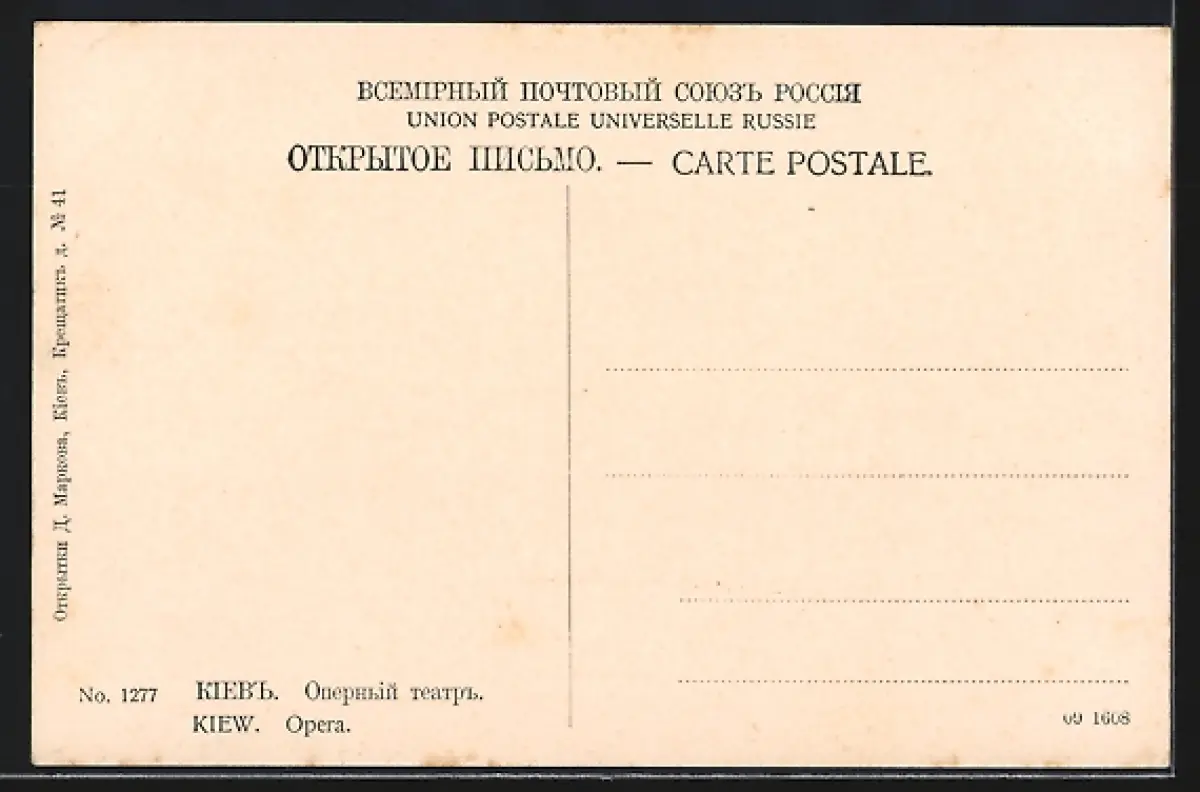 ВСЕМІРНЫЙ ПОЧТОВЫЙ СОЮЗЪ РОССІЯ
UNION POSTALE UNIVERSELLE RUSSIE
ОТКРЫТОЕ ПИСЬМО. — CARTE POSTALE.
Открытки Д. Маркова, Кіевъ, Крещатикъ д. № 41
No. 1277 КІЕВЪ. Оперный театръ.
KIEW. Opera.
09 1608